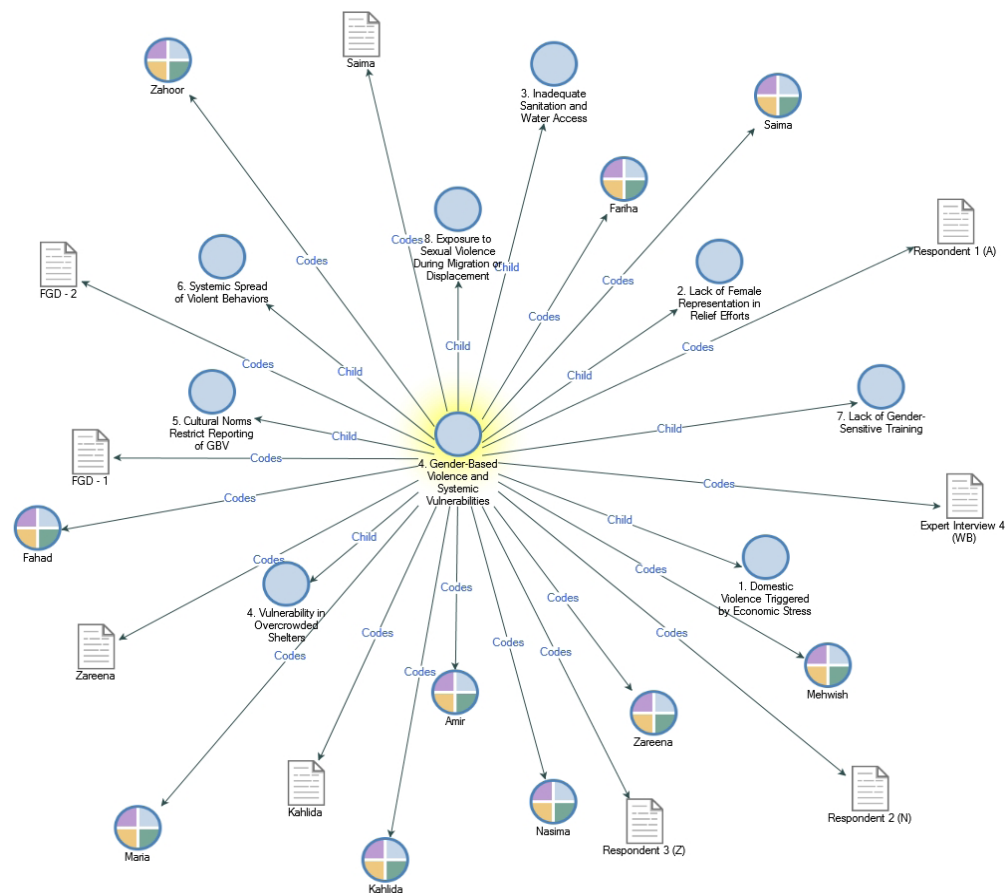 Saima
Zahoor
3. Inadequate
Sanitation and
Water Access
Saima
Fariha
Respondent 1 (A)
Codes
8. Exposure to
Sexual Violence
During Migration or
Displacement
Child
Codes
6. Systemic Spread
of Violent Behaviors
FGD - 2
2. Lack of Female
Representation in
Relief Efforts
Codes
Codes
Child
Codes
Codes
Child
Child
Child
7. Lack of Gender-
Sensitive Training
5. Cultural Norms
Restrict Reporting
of GBV
Child
Child
FGD - 1
Codes
4. Gender-Based
Violence and
Systemic
Vulnerabilities
Codes
Codes
Expert Interview 4
(WB)
Fahad
Child
Child
Codes
Codes
1. Domestic
Violence Triggered
by Economic Stress
4. Vulnerability in
Overcrowded
Shelters
Codes
Codes
Codes
Codes
Codes
Codes
Codes
Codes
Zareena
Mehwish
Amir
Zareena
Kahlida
Nasima
Respondent 2 (N)
Respondent 3 (Z)
Maria
Kahlida